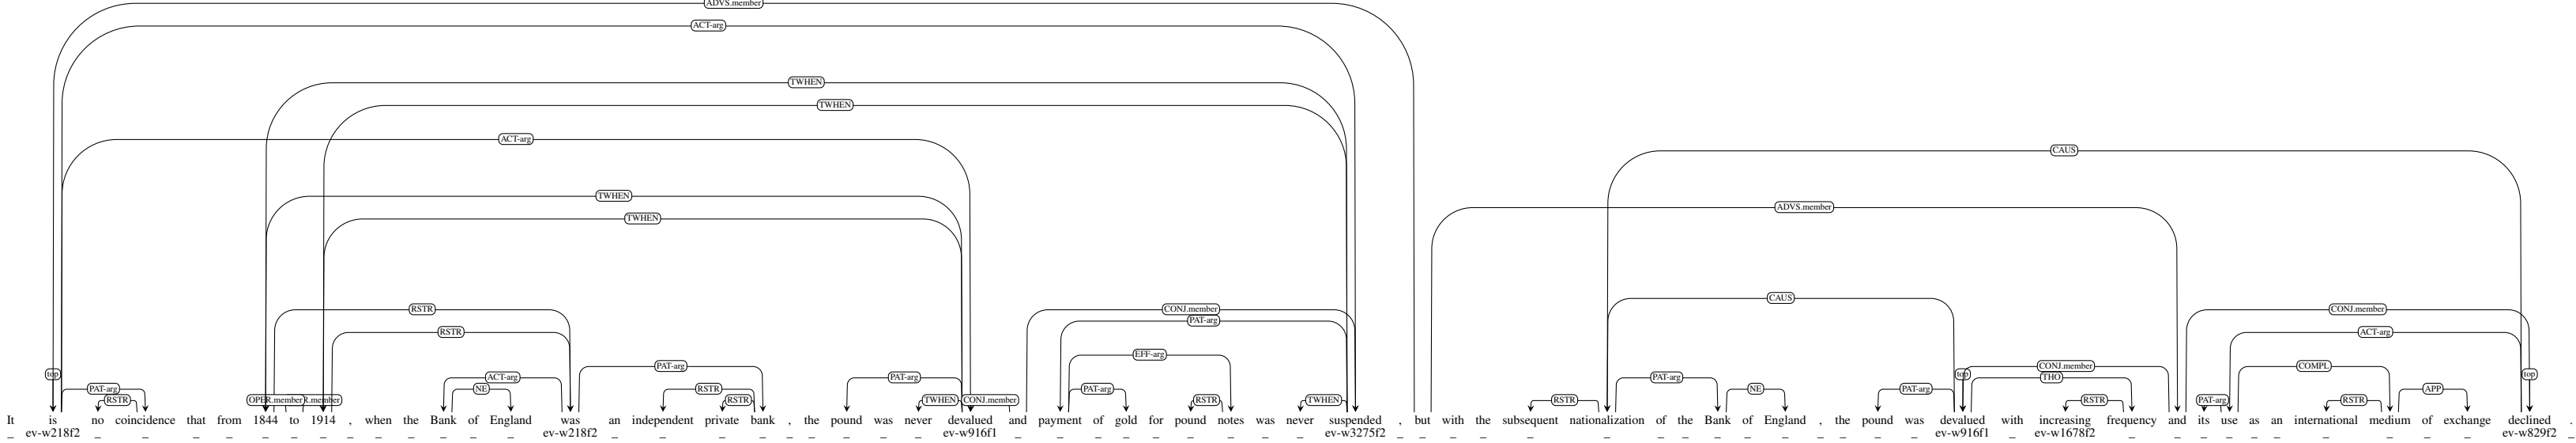 ADVS.member
ACT-arg
TWHEN
TWHEN
ACT-arg
CAUS
TWHEN
ADVS.member
TWHEN
CAUS
RSTR CONJ.member CONJ.member
PAT-arg
RSTR ACT-arg
EFF-arg
PAT-arg CONJ.member COMPL
top top top
ACT-arg PAT-arg PAT-arg THO
PAT-arg NE RSTR PAT-arg NE PAT-arg APP
RSTR OPER.member R.member RSTR TWHEN CONJ.member RSTR TWHEN RSTR RSTR PAT-arg RSTR
It is no coincidence that from 1844 to 1914 , when the Bank of England was an independent private bank , the pound was never devalued and payment of gold for pound notes was never suspended , but with the subsequent nationalization of the Bank of England , the pound was devalued with increasing frequency and its use as an international medium of exchange declined
_ ev-w218f2 _ _ _ _ _ _ _ _ _ _ _ _ _ ev-w218f2 _ _ _ _ _ _ _ _ _ ev-w916f1 _ _ _ _ _ _ _ _ _ ev-w3275f2 _ _ _ _ _ _ _ _ _ _ _ _ _ _ ev-w916f1 _ ev-w1678f2 _ _ _ _ _ _ _ _ _ _ ev-w829f2